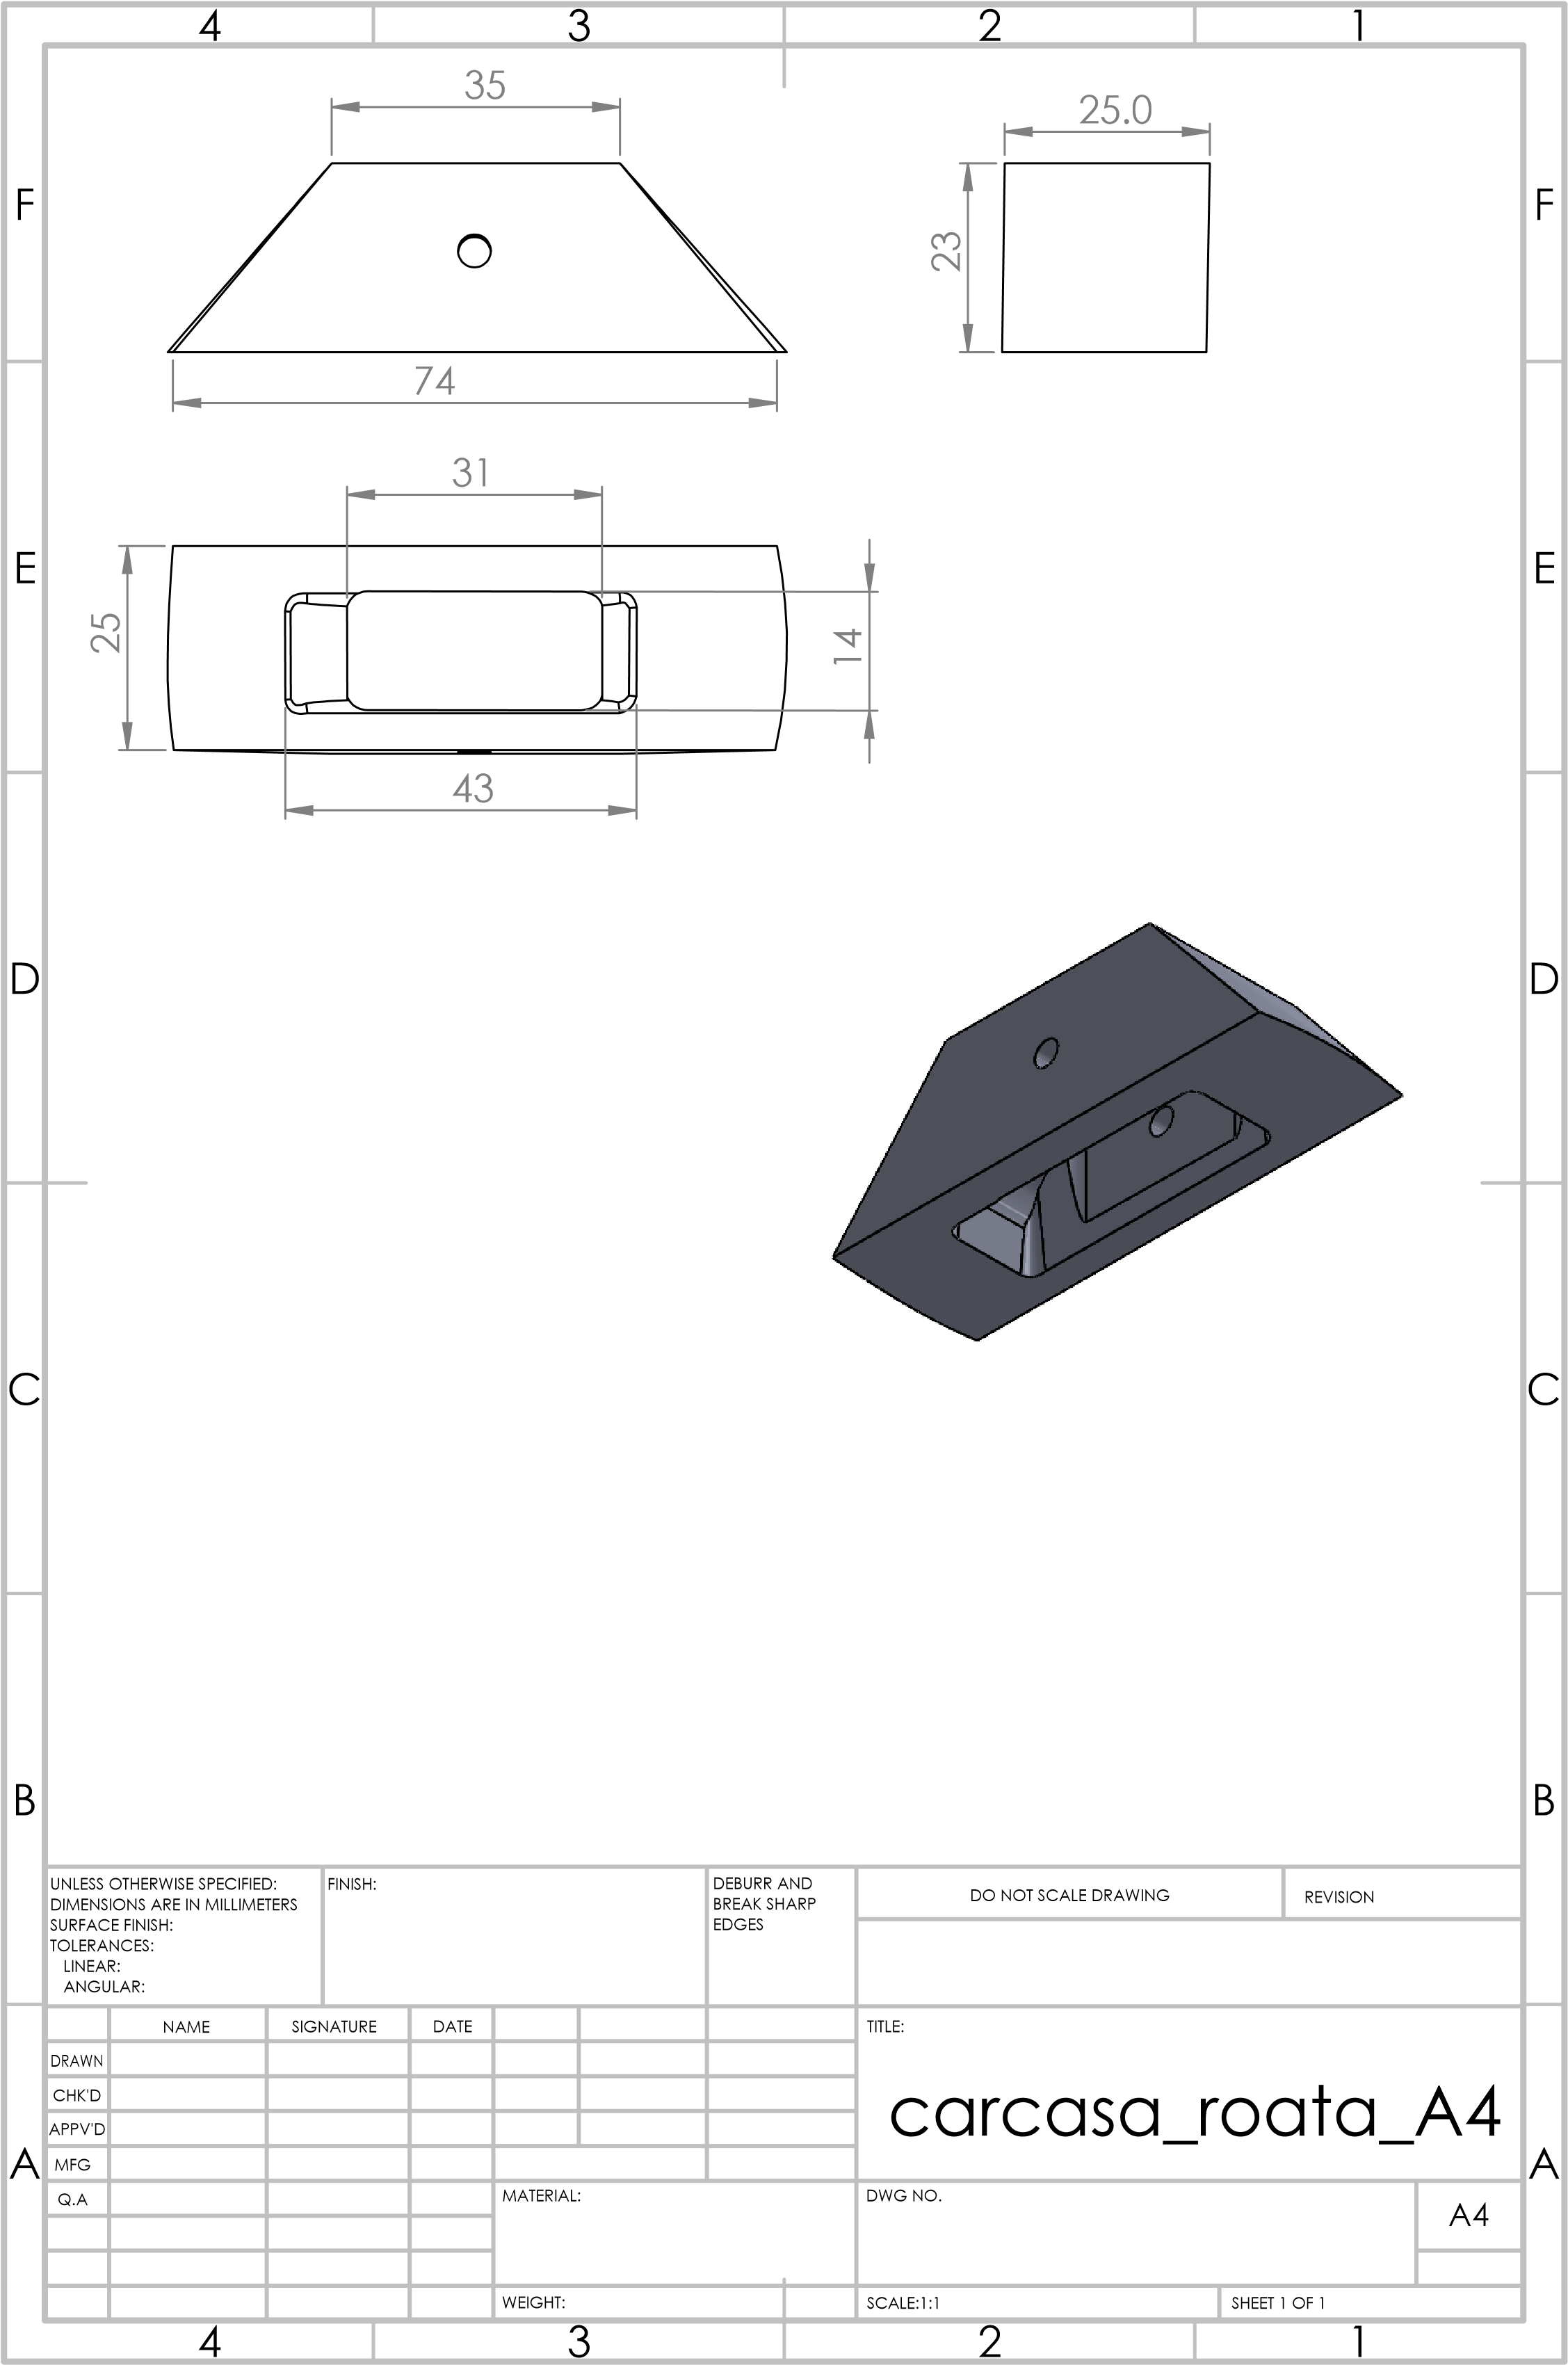 4 3 2 1
35
25.0
F F
23
74
31
E E
25
14
43
D D
C C
B B
UNLESS OTHERWISE SPECIFIED:
DIMENSIONS ARE IN MILLIMETERS
SURFACE FINISH:
TOLERANCES:
LINEAR:
ANGULAR:
FINISH:
DEBURR AND
BREAK SHARP
EDGES
DO NOT SCALE DRAWING
REVISION
NAME SIGNATURE DATE
DRAWN
CHK'D
APPV'D
MFG
Q.A
TITLE:
carcasa_roata_A4
A A
MATERIAL:
DWG NO.
A4
WEIGHT:
SCALE:1:1
SHEET 1 OF 1
4 3 2 1